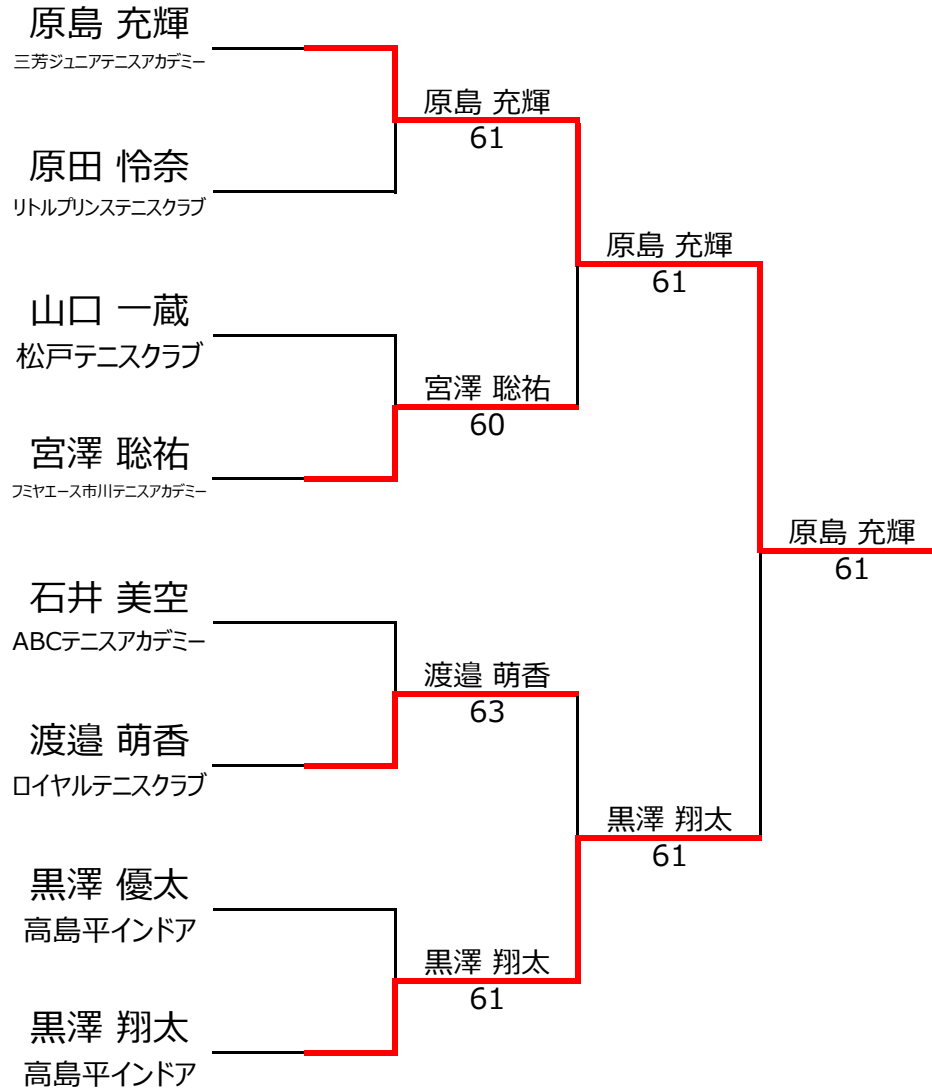 原島 充輝
三芳ジュニアテニスアカデミー
原島 充輝
61
原田 怜奈
リトルプリンステニスクラブ
原島 充輝
61
山口 一蔵
松戸テニスクラブ
宮澤 聡祐
60
宮澤 聡祐
フミヤエース市川テニスアカデミー
原島 充輝
61
石井 美空
ABCテニスアカデミー
渡邉 萌香
63
渡邉 萌香
ロイヤルテニスクラブ
黒澤 翔太
61
黒澤 優太
高島平インドア
黒澤 翔太
61
黒澤 翔太
高島平インドア